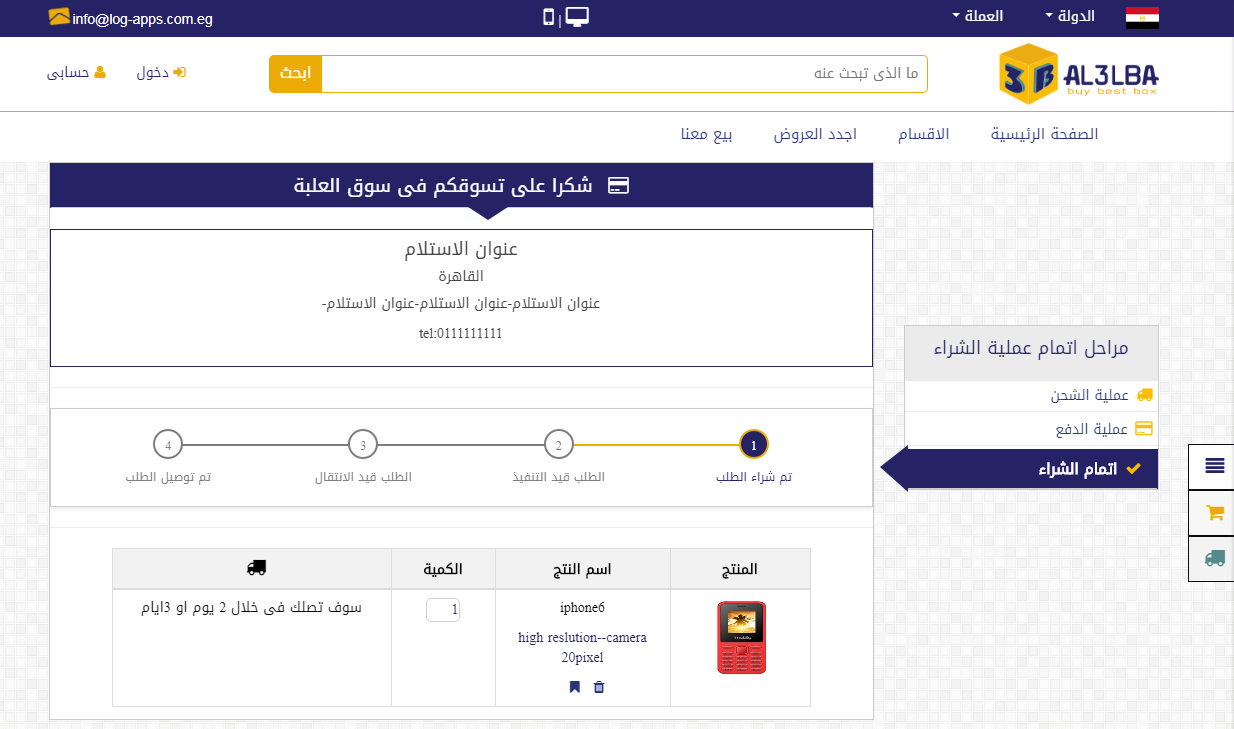 الدولة
العملة
info@log-apps.com.eg
AL3LBA
buy best box
ما الذى تبحث عنه
ابحث
دخول
حسابى
الصفحة الرئيسية
الاقسام
اجدد العروض
بيع معنا
شكرا على تسوقكم فى سوق العلبة
عنوان الاستلام
القاهرة
عنوان الاستلام-عنوان الاستلام-عنوان الاستلام-
tel:0111111111
مراحل اتمام عملية الشراء
عملية الشحن
عملية الدفع
اتمام الشراء
1
2
3
4
تم شراء الطلب
الطلب قيد التنفيذ
الطلب قيد الانتقال
تم توصيل الطلب
المنتج
اسم النتج
الكمية
iphone6
high reslution--camera
20pixel
1
سوف تصلك فى خلال 2 يوم او 3ايام